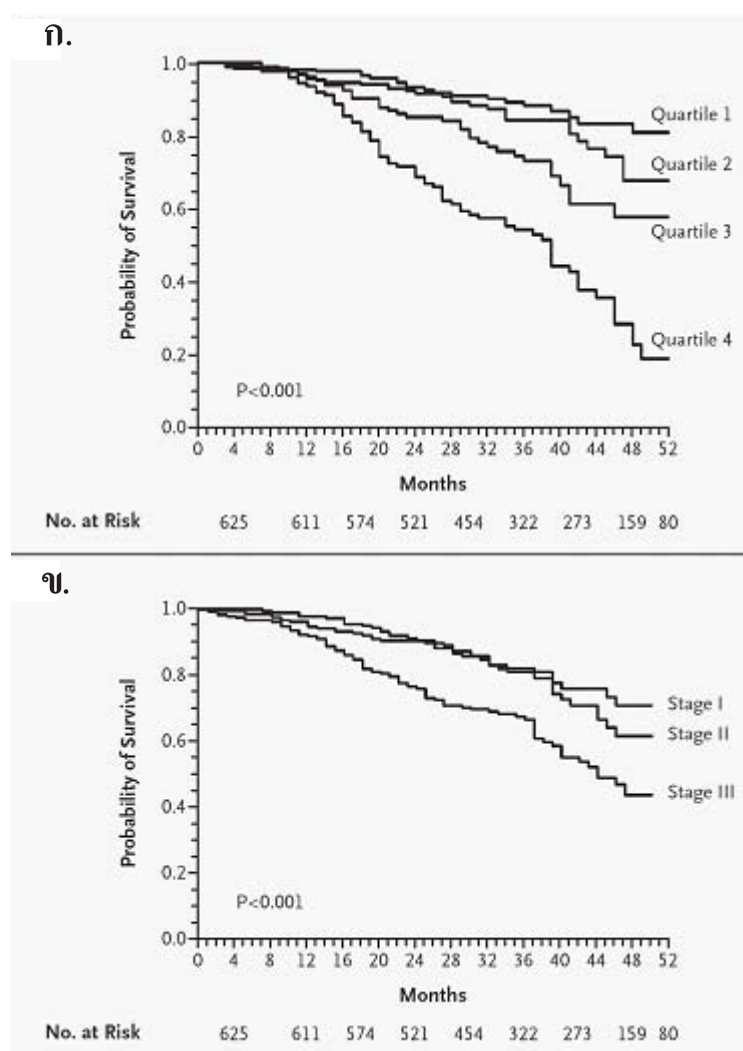 ก.
1.0
0.8
0.6
0.4
0.2
0.0
Probability of Survival
Quartile 1
Quartile 2
Quartile 3
Quartile 4
P<0.001
0 4 8 12 16 20 24 28 32 36 40 44 48 52
Months
No. at Risk 625 611 574 521 454 322 273 159 80
ข.
1.0
0.8
0.6
0.4
0.2
0.0
Probability of Survival
Stage I
Stage II
Stage III
P<0.001
0 4 8 12 16 20 24 28 32 36 40 44 48 52
Months
No. at Risk 625 611 574 521 454 322 273 159 80